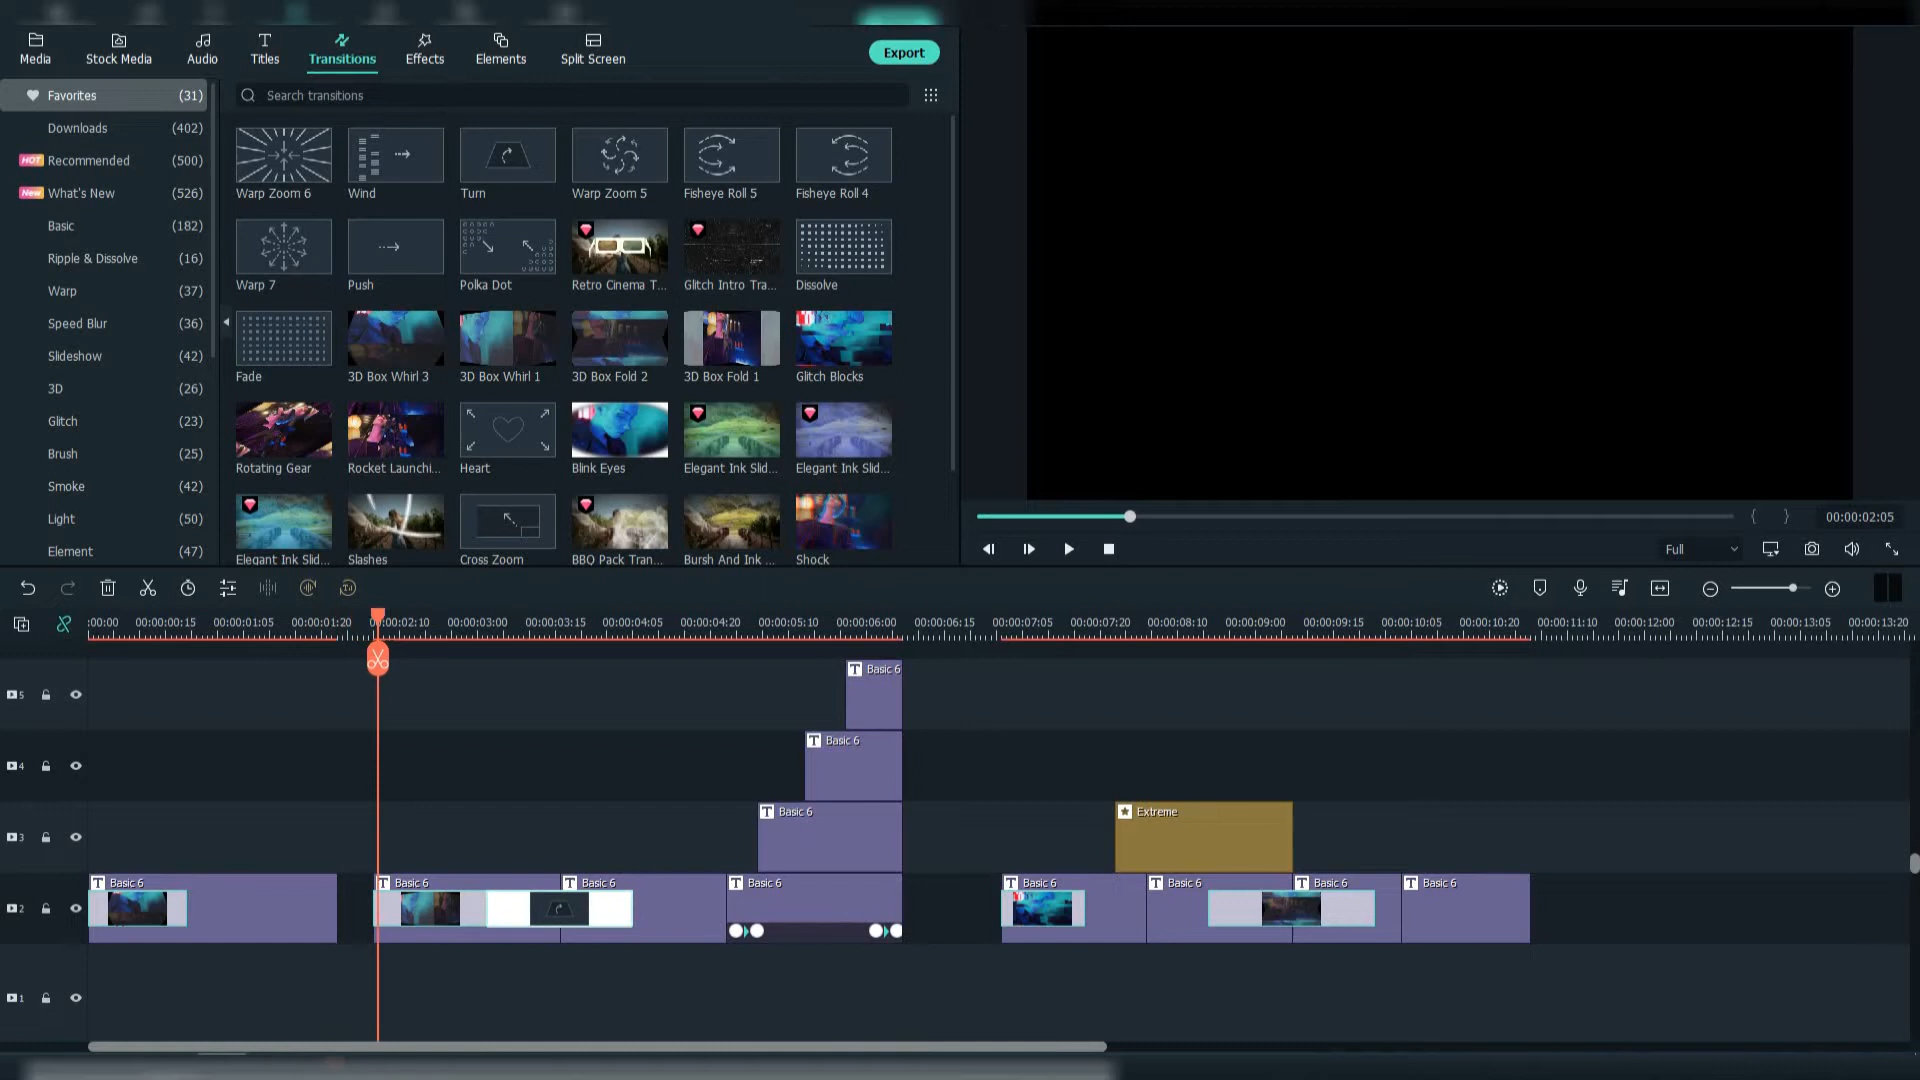 Media
Stock Media
Audio
Titles
Transitions
Effects
Elements
Split Screen
Export
Favorites (31)
Search transitions
Downloads (402)
HOT Recommended (500)
New What's New (526)
Basic (182)
Ripple & Dissolve (16)
Warp (37)
Speed Blur (36)
Slideshow (42)
3D (26)
Glitch (23)
Brush (25)
Smoke (42)
Light (50)
Element (47)
Warp Zoom 6
Wind
Turn
Warp Zoom 5
Fisheye Roll 5
Fisheye Roll 4
Warp 7
Push
Polka Dot
Retro Cinema T...
Glitch Intro Tra...
Dissolve
Fade
3D Box Whirl 3
3D Box Whirl 1
3D Box Fold 2
3D Box Fold 1
Glitch Blocks
Rotating Gear
Rocket Launchi...
Heart
Blink Eyes
Elegant Ink Slid...
Elegant Ink Slid...
Elegant Ink Slid...
Slashes
Cross Zoom
BBQ Pack Tran...
Bursh And Ink ...
Shock
{ } 00:00:02:05
Full
:00:00 00:00:00:15 00:00:01:05 00:00:01:20 00:00:02:10 00:00:03:00 00:00:03:15 00:00:04:05 00:00:04:20 00:00:05:10 00:00:06:00 00:00:06:15 00:00:07:05 00:00:07:20 00:00:08:10 00:00:09:00 00:00:09:15 00:00:10:05 00:00:10:20 00:00:11:10 00:00:12:00 00:00:12:15 00:00:13:05 00:00:13:20
T Basic 6
5
T Basic 6
4
T Basic 6
Extreme
3
T Basic 6
T Basic 6
T Basic 6
T Basic 6
T Basic 6
T Basic 6
T Basic 6
T Basic 6
2
1